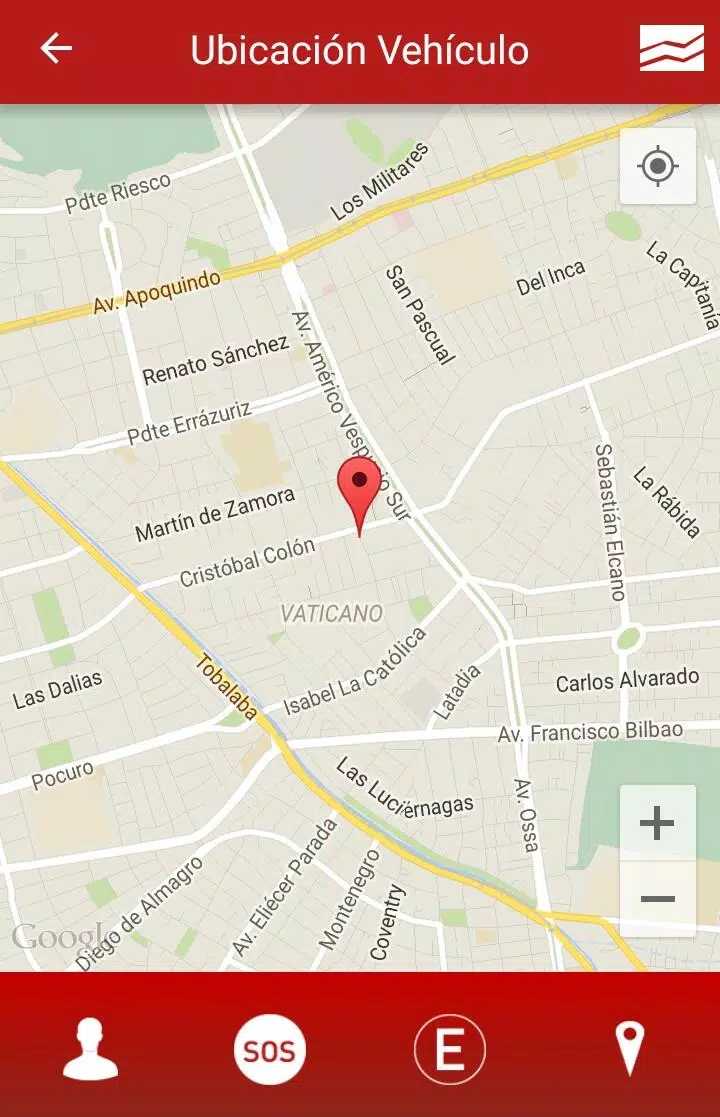 Ubicación Vehículo
Pdte Riesco
Los Militares
Av. Apoquindo
San Pascual
Del Inca
La Capitanía
Renato Sánchez
Av. Américo Vespucio Sur
Pdte Errázuriz
Martín de Zamora
Sebastián Elcano
La Rábida
Cristóbal Colón
VATICANO
Isabel La Católica
Tobalaba
Latadía
Las Dalias
Carlos Alvarado
Av. Francisco Bilbao
Pocuro
Las Luciérnagas
Av. Ossa
Diego de Almagro
Av. Eliécer Parada
Montenegro
Coventry
Google
SOS
E